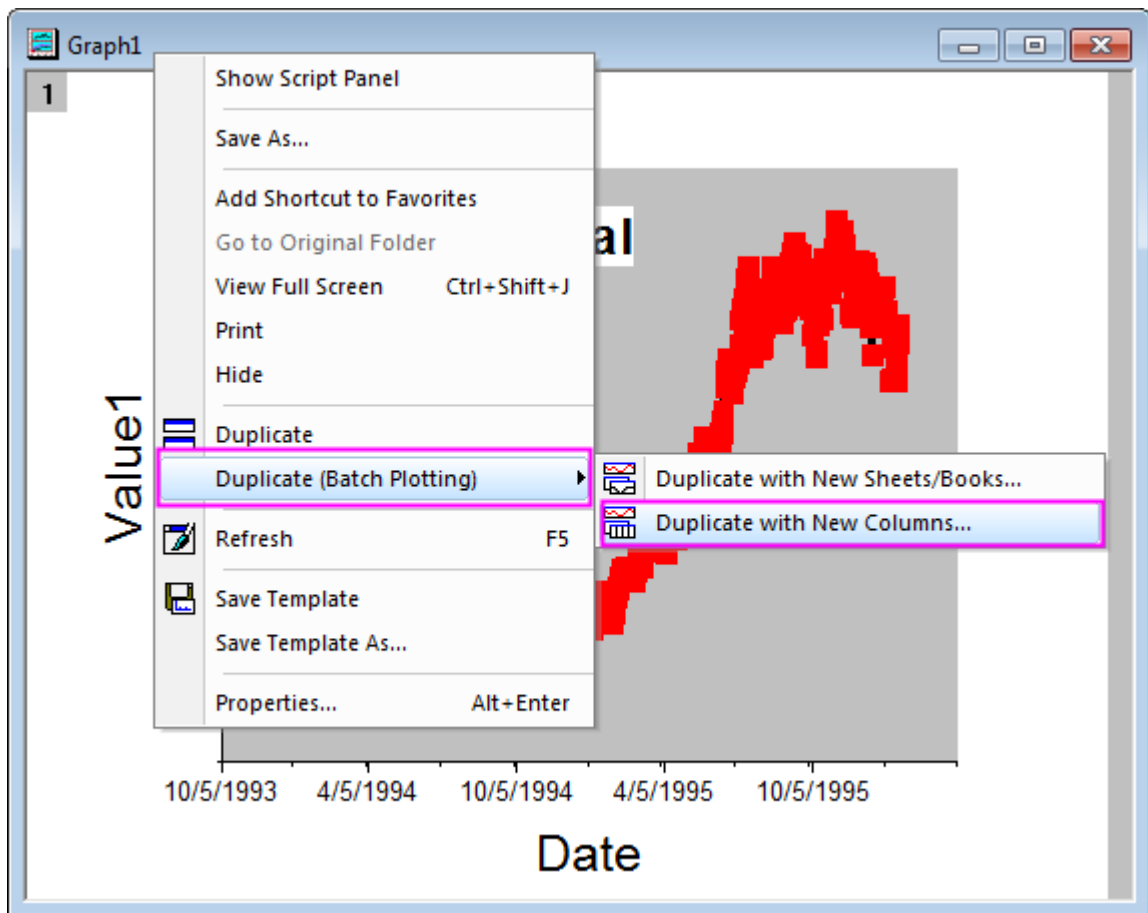 Graph1
1
Show Script Panel
Save As...
Add Shortcut to Favorites
Go to Original Folder
View Full Screen Ctrl+Shift+J
Print
Hide
Duplicate
Duplicate (Batch Plotting)
Duplicate with New Sheets/Books...
Duplicate with New Columns...
Refresh F5
Save Template
Save Template As...
Properties... Alt+Enter
al
Value1
10/5/1993 4/5/1994 10/5/1994 4/5/1995 10/5/1995
Date